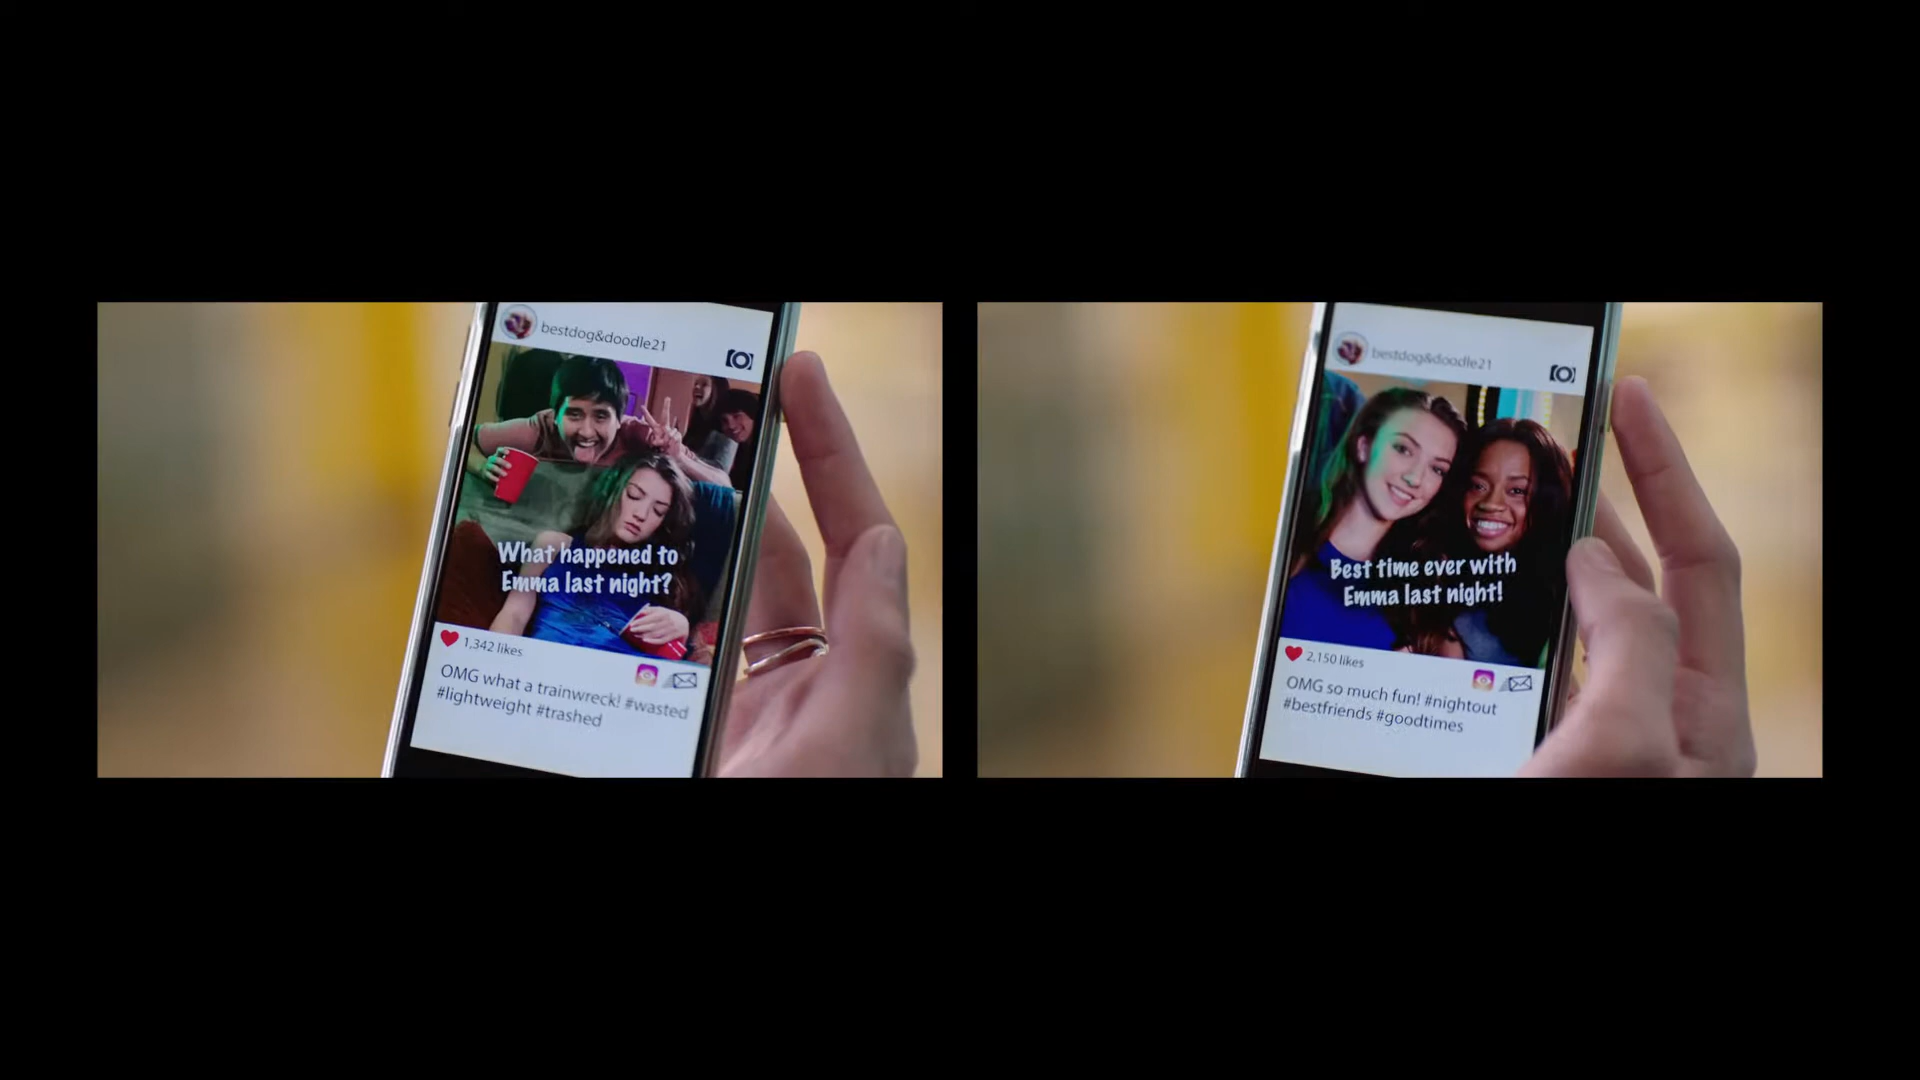 bestdog&doodle21
What happened to
Emma last night?
1,342 likes
OMG what a trainwreck! #wasted
#lightweight #trashed
bestdog&doodle21
Best time ever with
Emma last night!
2,150 likes
OMG so much fun! #nightout
#bestfriends #goodtimes